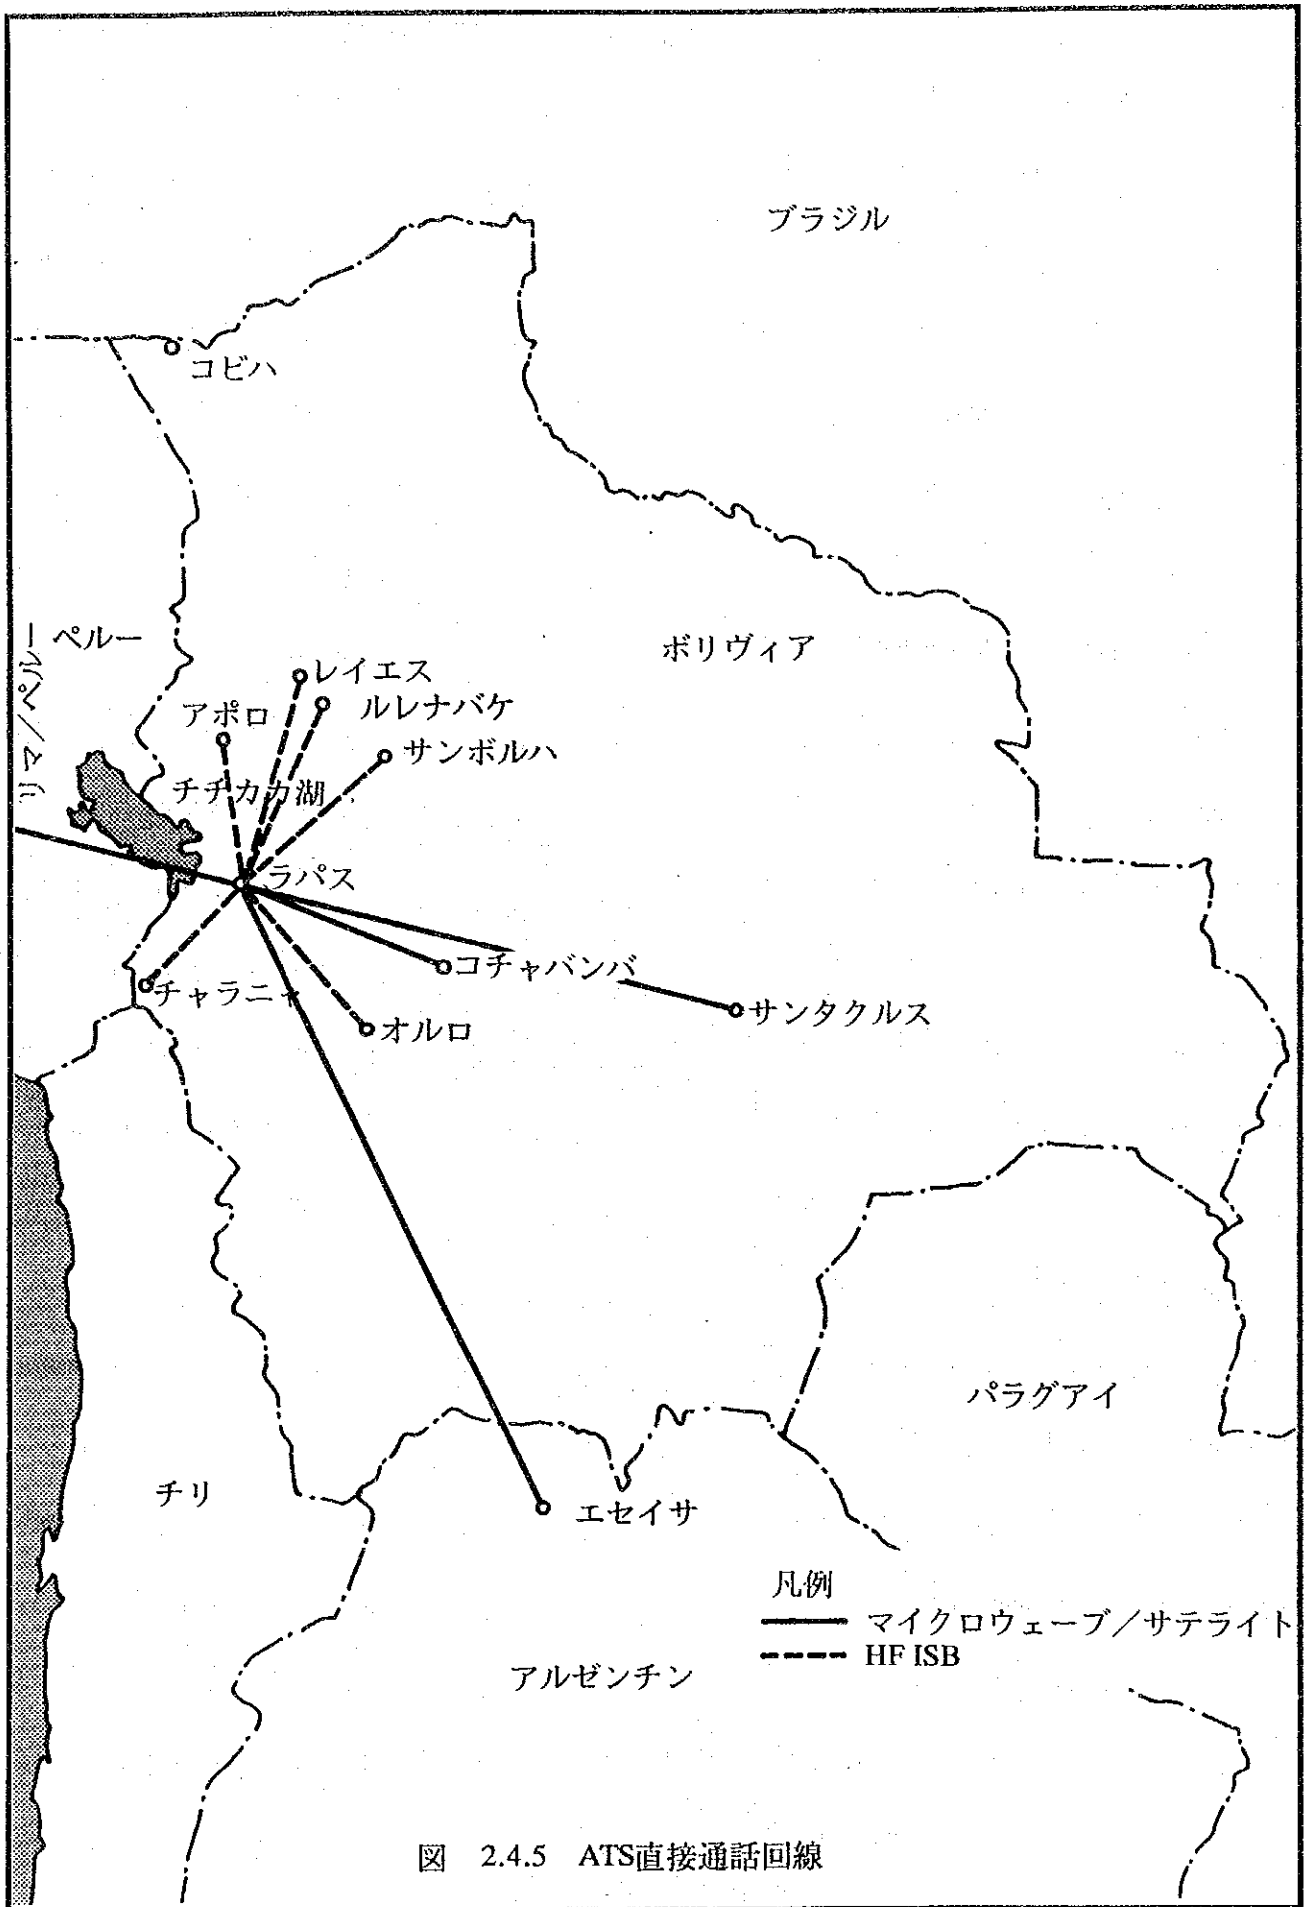 ブラジル
コビハ
ペルー
リマ／ペルー
ボリヴィア
レイエス
ルレナバケ
アポロ
サンボルハ
チチカカ湖
ラパス
コチャバンバ
チャラニャ
サンタクルス
オルロ
パラグアイ
チリ
エセイサ
凡例
マイクロウェーブ／サテライト
HF ISB
アルゼンチン
図 2.4.5 ATS直接通話回線